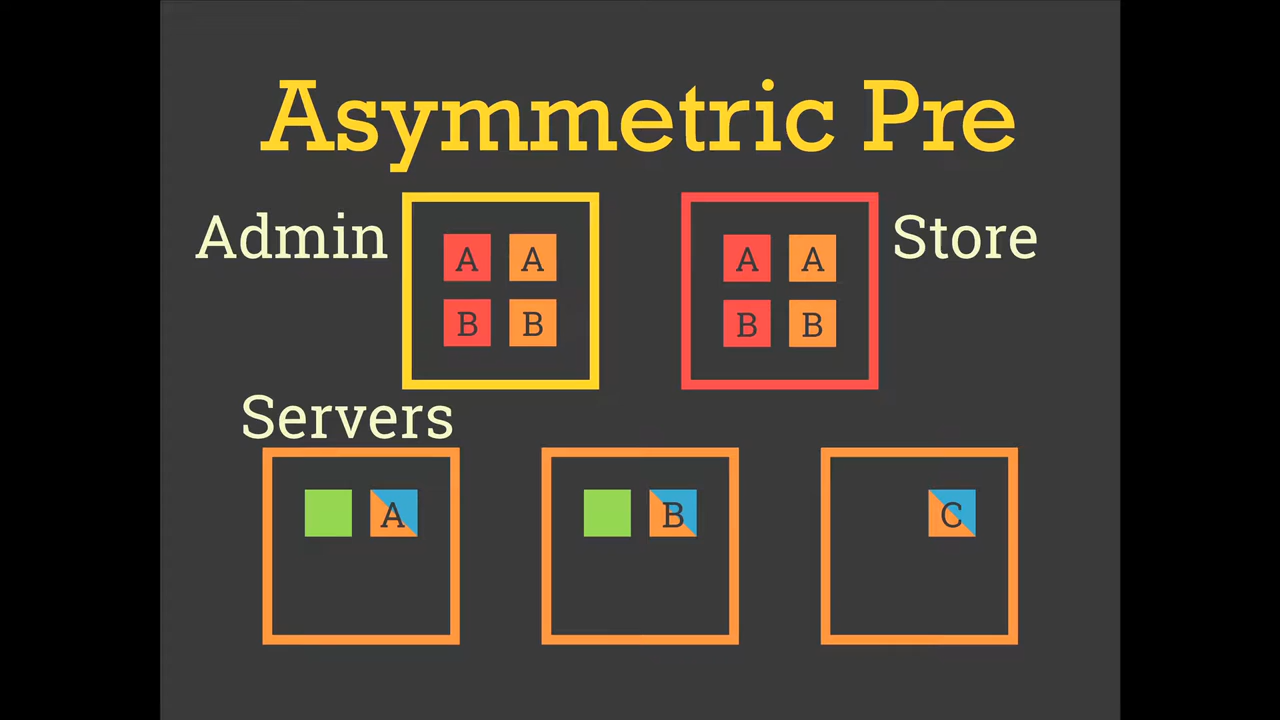 Asymmetric Pre
Admin
A A
B B
A A
B B
Store
Servers
A
B
C